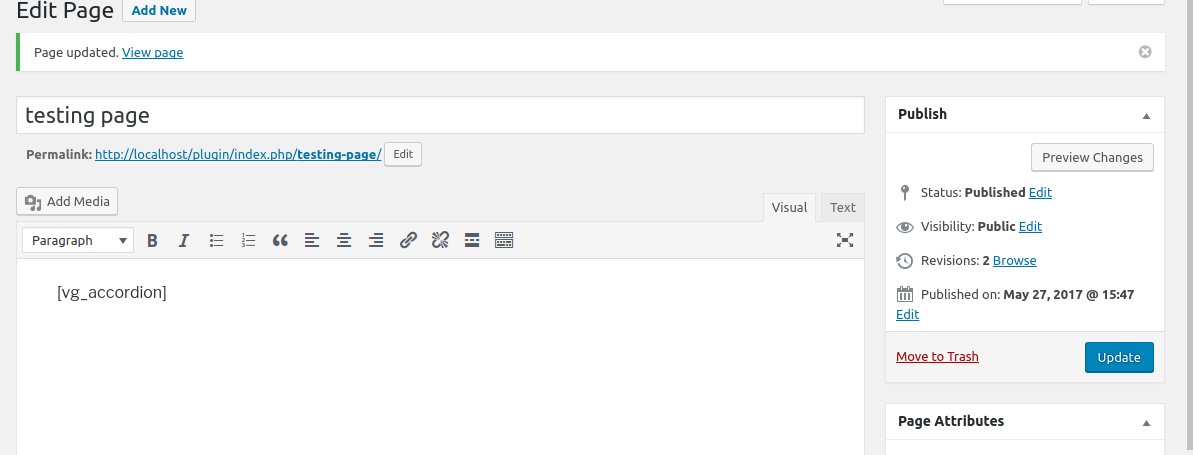 Edit Page Add New
Page updated. View page
testing page
Permalink: http://localhost/plugin/index.php/testing-page/ Edit
Add Media
Visual Text
Paragraph
[vg_accordion]
Publish
Preview Changes
Status: Published Edit
Visibility: Public Edit
Revisions: 2 Browse
Published on: May 27, 2017 @ 15:47
Edit
Move to Trash Update
Page Attributes